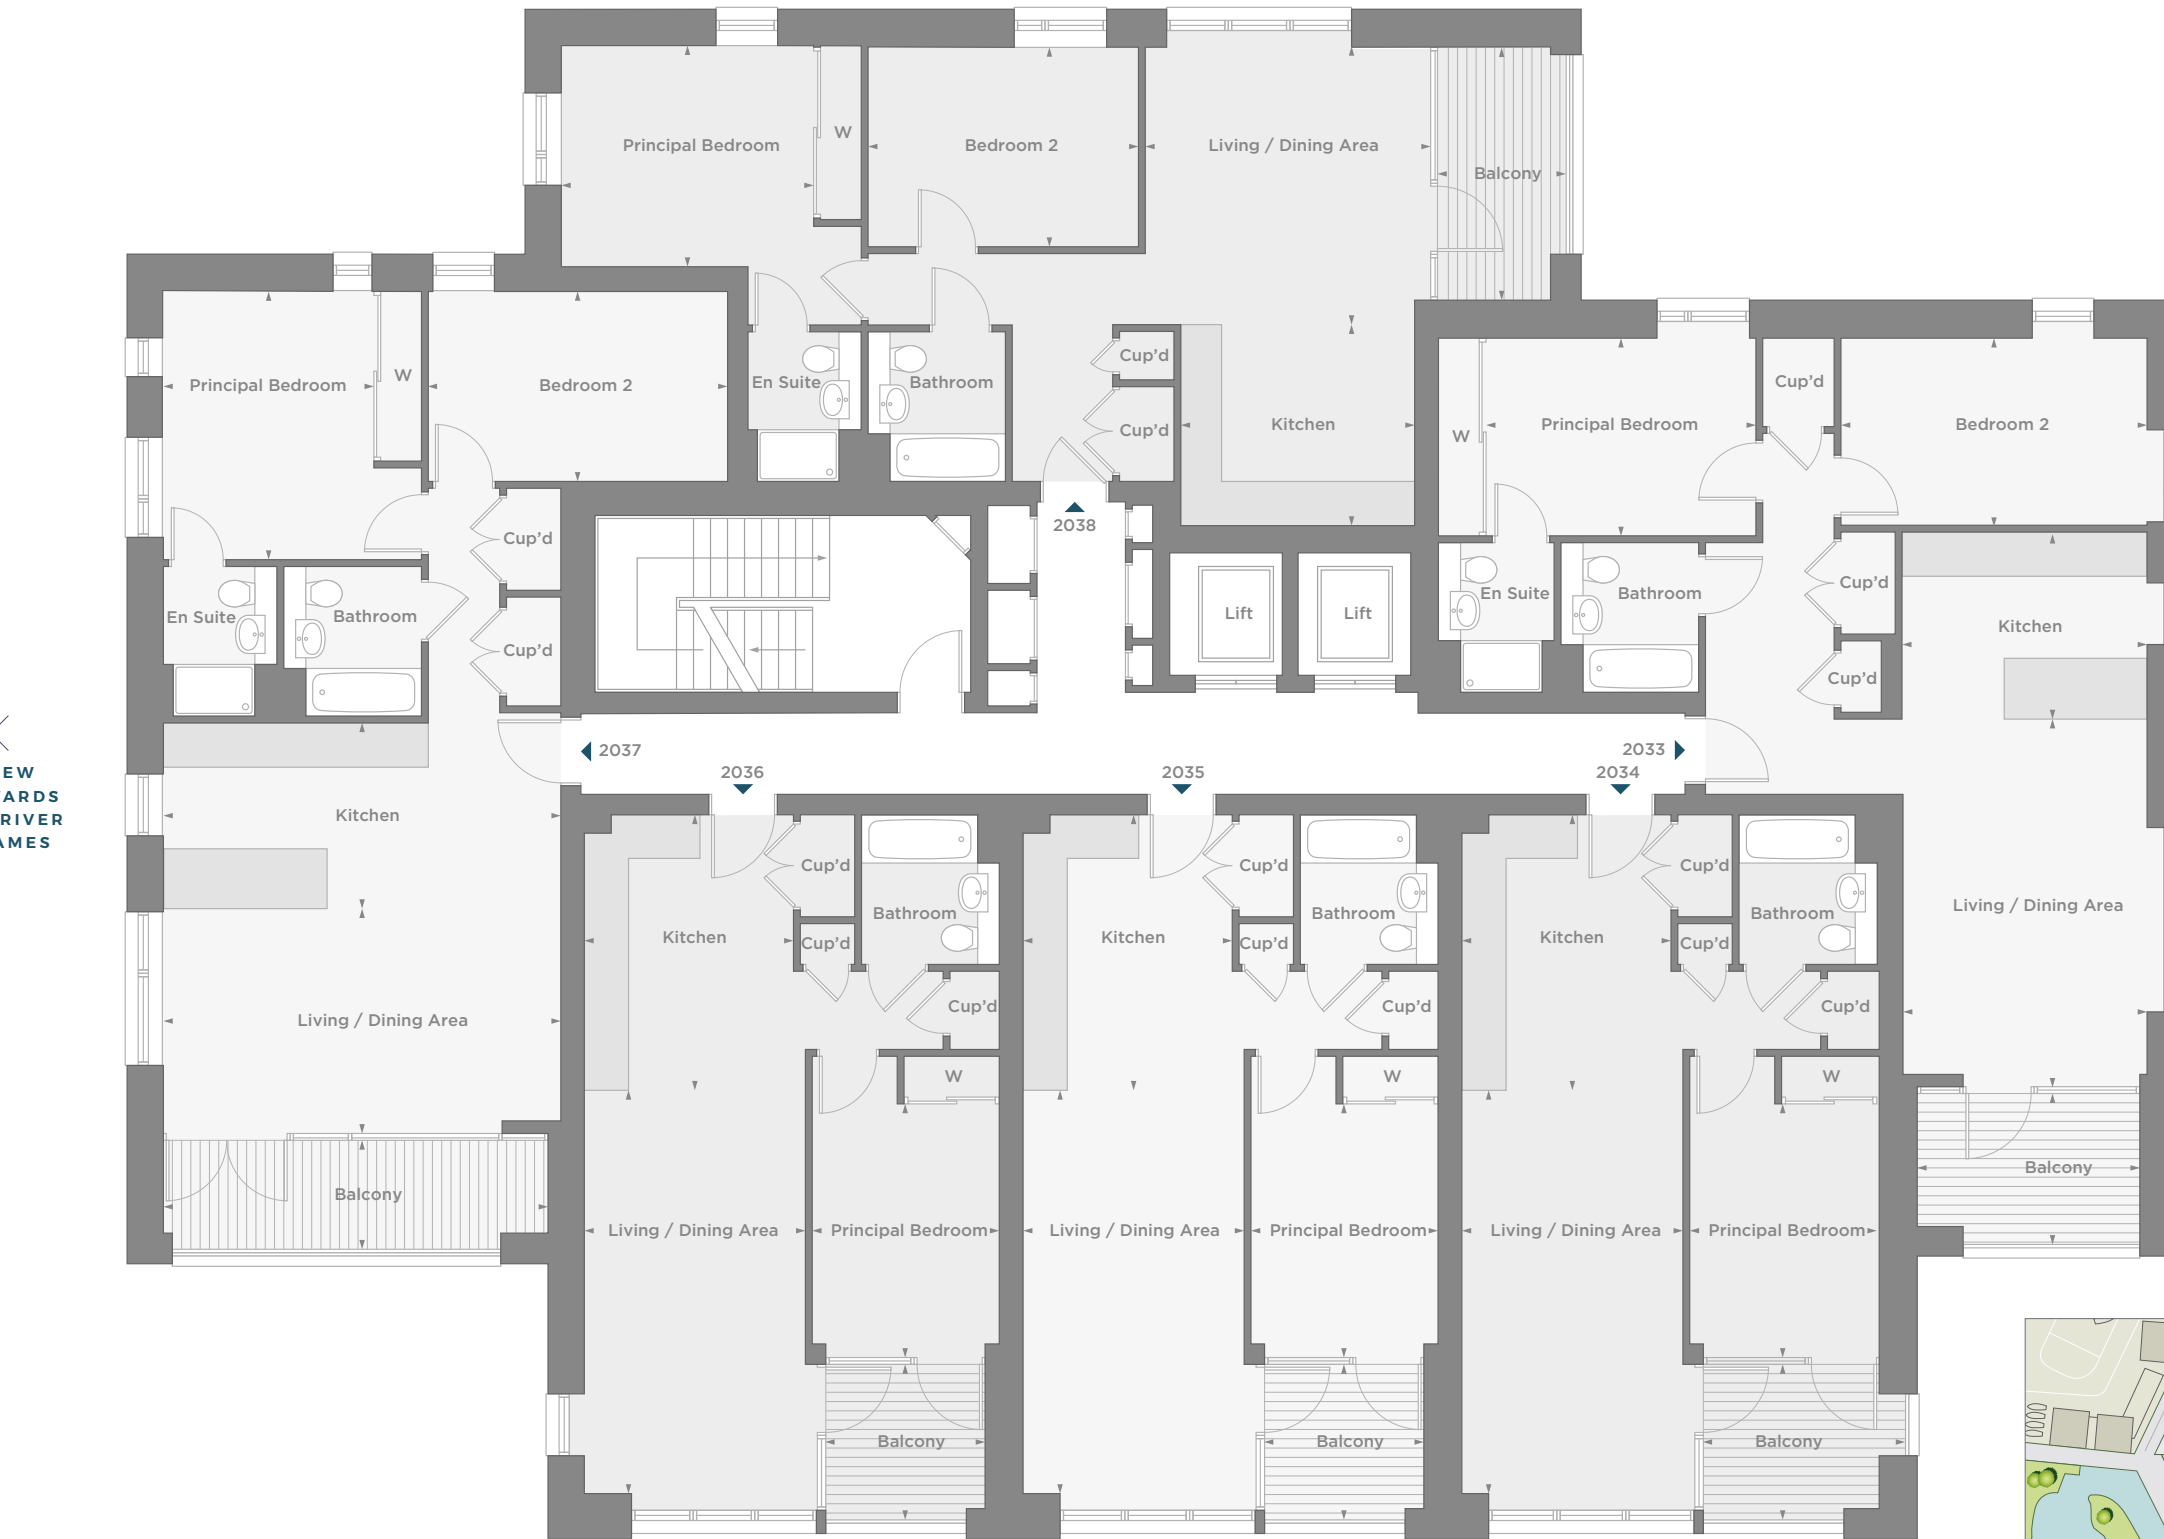 Principal Bedroom
W
Bedroom 2
Living / Dining Area
Balcony
Principal Bedroom
W
Bedroom 2
En Suite
Bathroom
Cup'd
Cup'd
Kitchen
W
Principal Bedroom
Cup'd
Bedroom 2
2038
Cup'd
En Suite
Bathroom
Cup'd
Lift
Lift
En Suite
Bathroom
Cup'd
Kitchen
Cup'd
2037
2036
2035
2033
2034
RIVER
Kitchen
Cup'd
Bathroom
Kitchen
Cup'd
Cup'd
Bathroom
Kitchen
Cup'd
Cup'd
Bathroom
Kitchen
Cup'd
Living / Dining Area
Living / Dining Area
Cup'd
Cup'd
Cup'd
W
W
W
Balcony
Balcony
Living / Dining Area
Principal Bedroom
Living / Dining Area
Principal Bedroom
Living / Dining Area
Principal Bedroom
Balcony
Balcony
Balcony